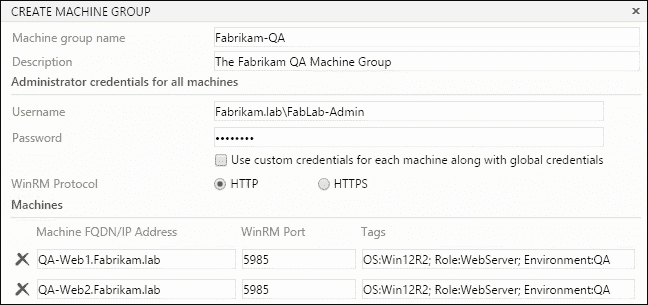 CREATE MACHINE GROUP
Machine group name Fabrikam-QA
Description The Fabrikam QA Machine Group
Administrator credentials for all machines
Username Fabrikam.lab\FabLab-Admin
Password ••••••••
Use custom credentials for each machine along with global credentials
WinRM Protocol HTTP HTTPS
Machines
Machine FQDN/IP Address WinRM Port Tags
QA-Web1.Fabrikam.lab 5985 OS:Win12R2; Role:WebServer; Environment:QA
QA-Web2.Fabrikam.lab 5985 OS:Win12R2; Role:WebServer; Environment:QA